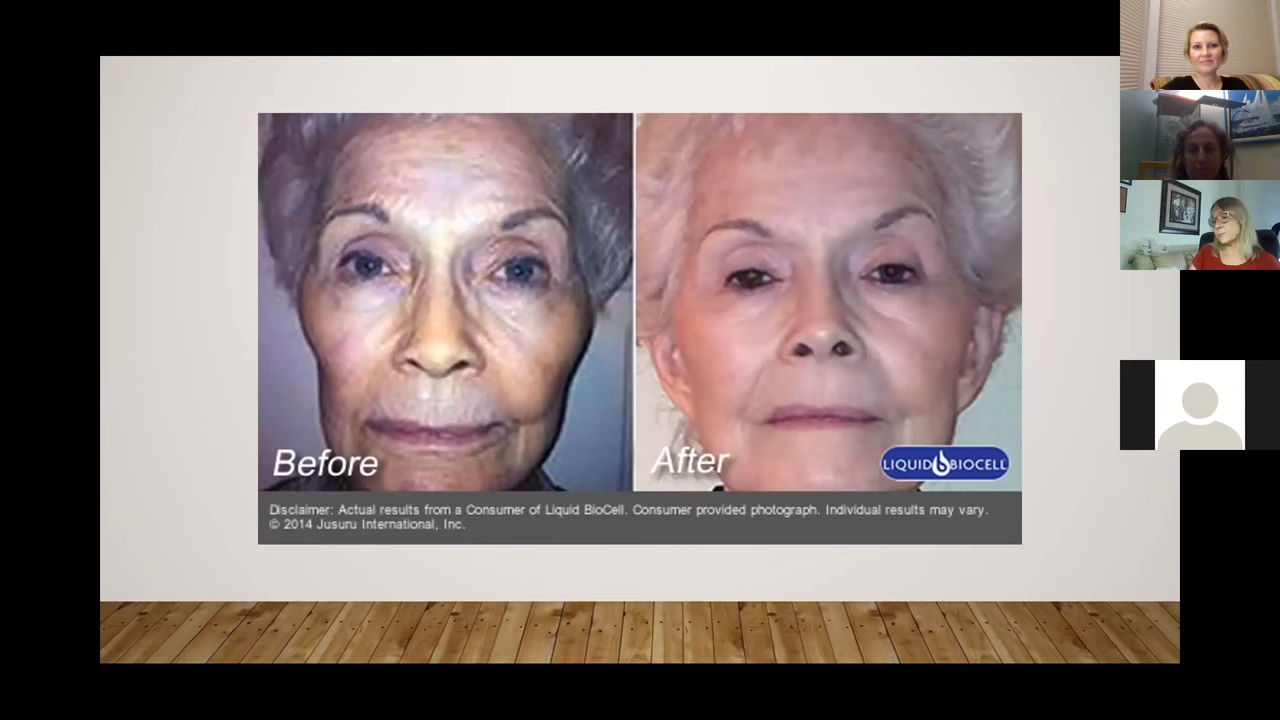 Before
After
LIQUID BIOCELL
Disclaimer: Actual results from a Consumer of Liquid BioCell. Consumer provided photograph. Individual results may vary.
© 2014 Jusuru International, Inc.